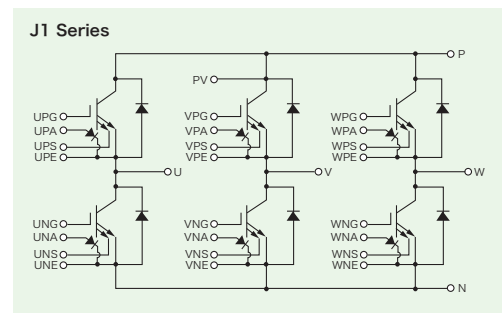 J1 Series
P
PV
UPG VPG WPG
UPA VPA WPA
UPS VPS WPS
UPE VPE WPE
U V W
UNG VNG WNG
UNA VNA WNA
UNS VNS WNS
UNE VNE WNE
N